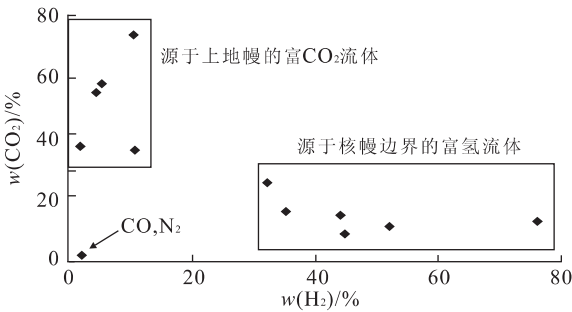 80
60
40
20
0
w(CO₂)/%
源于上地幔的富CO₂流体
源于核幔边界的富氢流体
CO,N₂
0 20 40 60 80
w(H₂)/%